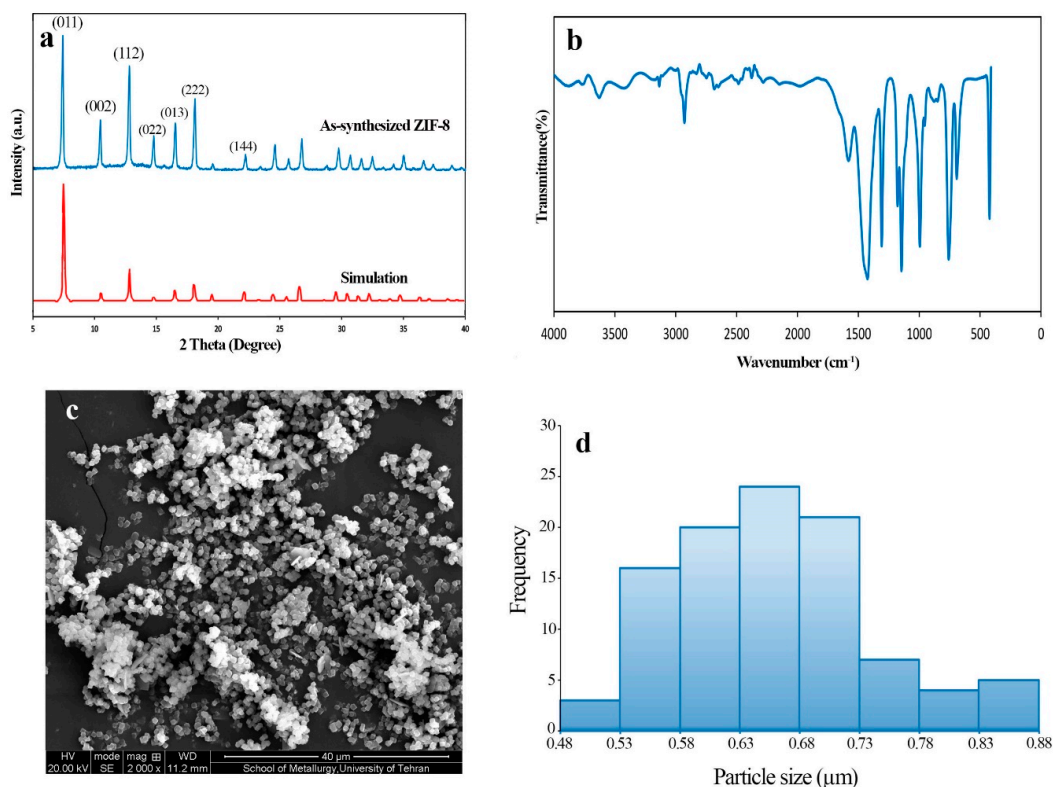 a
(011)
(112)
(222)
(002)
(013)
(022)
(144)
As-synthesized ZIF-8
Simulation
Intensity (a.u.)
5 10 15 20 25 30 35 40
2 Theta (Degree)
b
Transmittance(%)
4000 3500 3000 2500 2000 1500 1000 500 0
Wavenumber (cm⁻¹)
c
HV mode mag WD 40 µm
20.00 kV SE 2 000 x 11.2 mm School of Metallurgy,University of Tehran
d
30
25
20
15
10
5
0
Frequency
0.48 0.53 0.58 0.63 0.68 0.73 0.78 0.83 0.88
Particle size (µm)